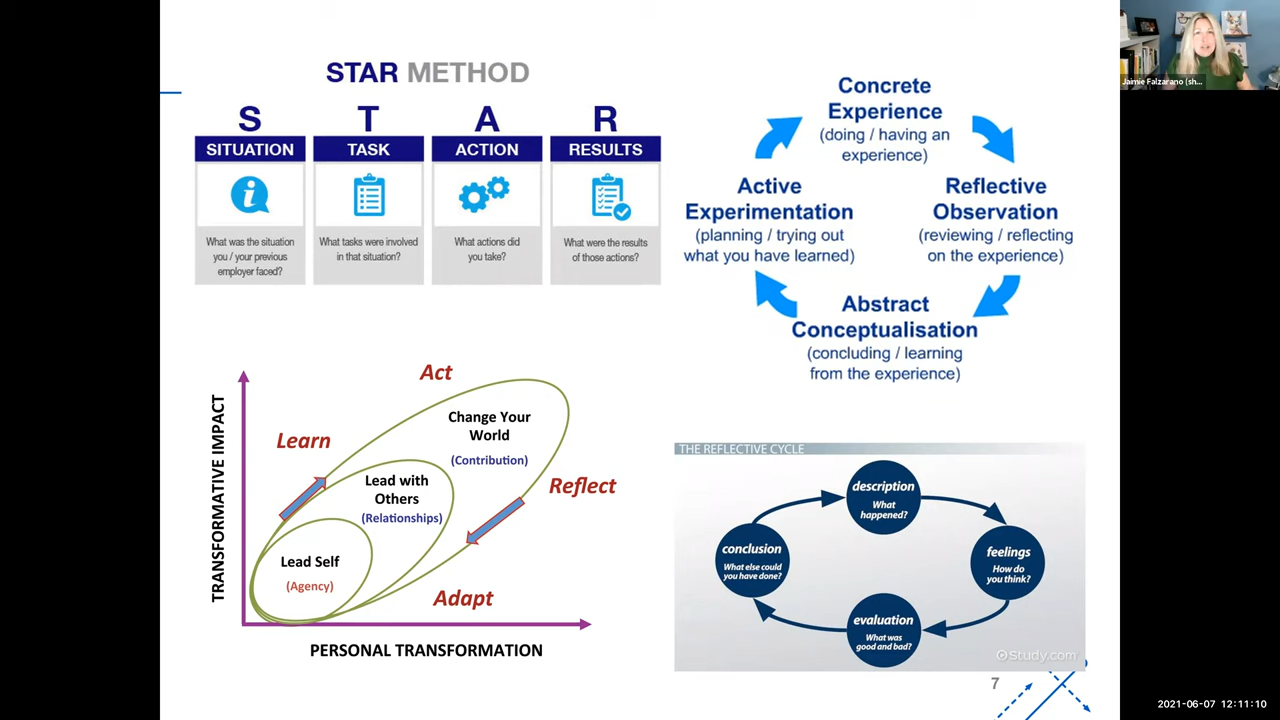 STAR METHOD
S T A R
SITUATION TASK ACTION RESULTS
What was the situation
you / your previous
employer faced?
What tasks were involved
in that situation?
What actions did
you take?
What were the results
of those actions?
Concrete
Experience
(doing / having an
experience)
Reflective
Observation
(reviewing / reflecting
on the experience)
Abstract
Conceptualisation
(concluding / learning
from the experience)
Active
Experimentation
(planning / trying out
what you have learned)
TRANSFORMATIVE IMPACT
Act
Learn
Reflect
Adapt
Change Your
World
(Contribution)
Lead with
Others
(Relationships)
Lead Self
(Agency)
PERSONAL TRANSFORMATION
THE REFLECTIVE CYCLE
description
What
happened?
feelings
How do
you think?
evaluation
What was
good and bad?
conclusion
What else could
you have done?
Study.com
7
Jaimie Falzarano (sh...
2021-06-07 12:11:10